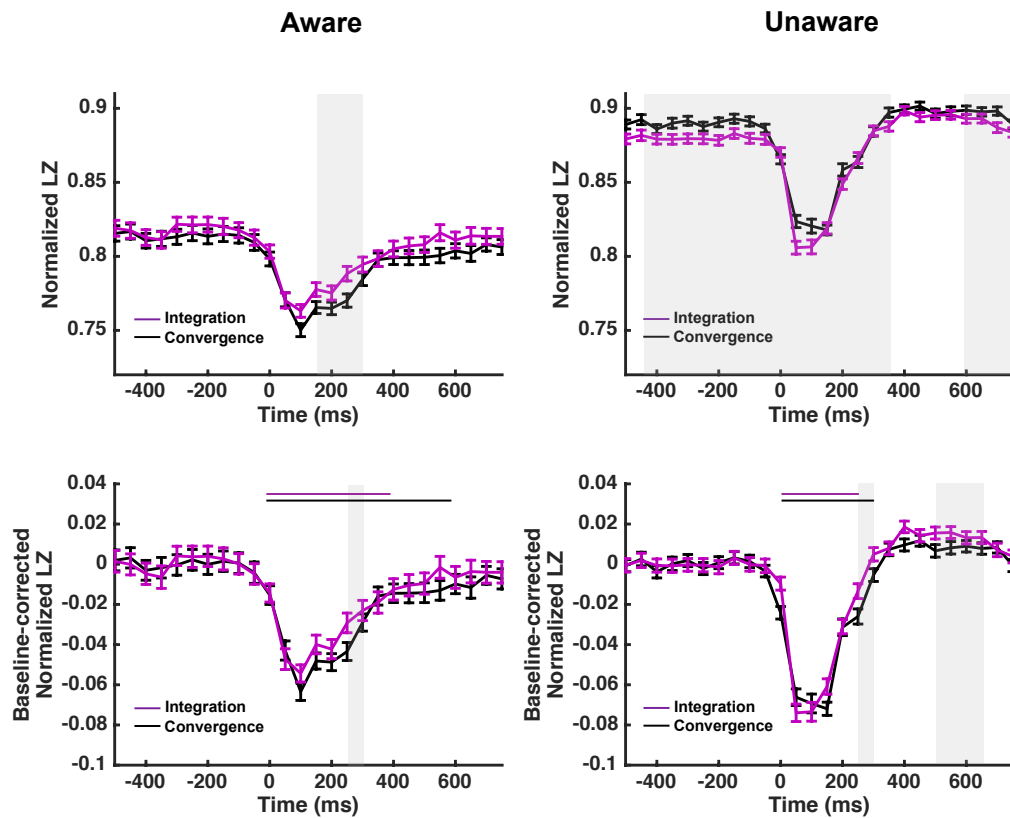 Aware
Unaware
Normalized LZ
0.9
0.85
0.8
0.75
Integration
Convergence
-400 -200 0 200 400 600
Time (ms)
Normalized LZ
0.9
0.85
0.8
0.75
Integration
Convergence
-400 -200 0 200 400 600
Time (ms)
Baseline-corrected
Normalized LZ
0.04
0.02
0
-0.02
-0.04
-0.06
-0.08
-0.1
Integration
Convergence
-400 -200 0 200 400 600
Time (ms)
Baseline-corrected
Normalized LZ
0.04
0.02
0
-0.02
-0.04
-0.06
-0.08
-0.1
Integration
Convergence
-400 -200 0 200 400 600
Time (ms)